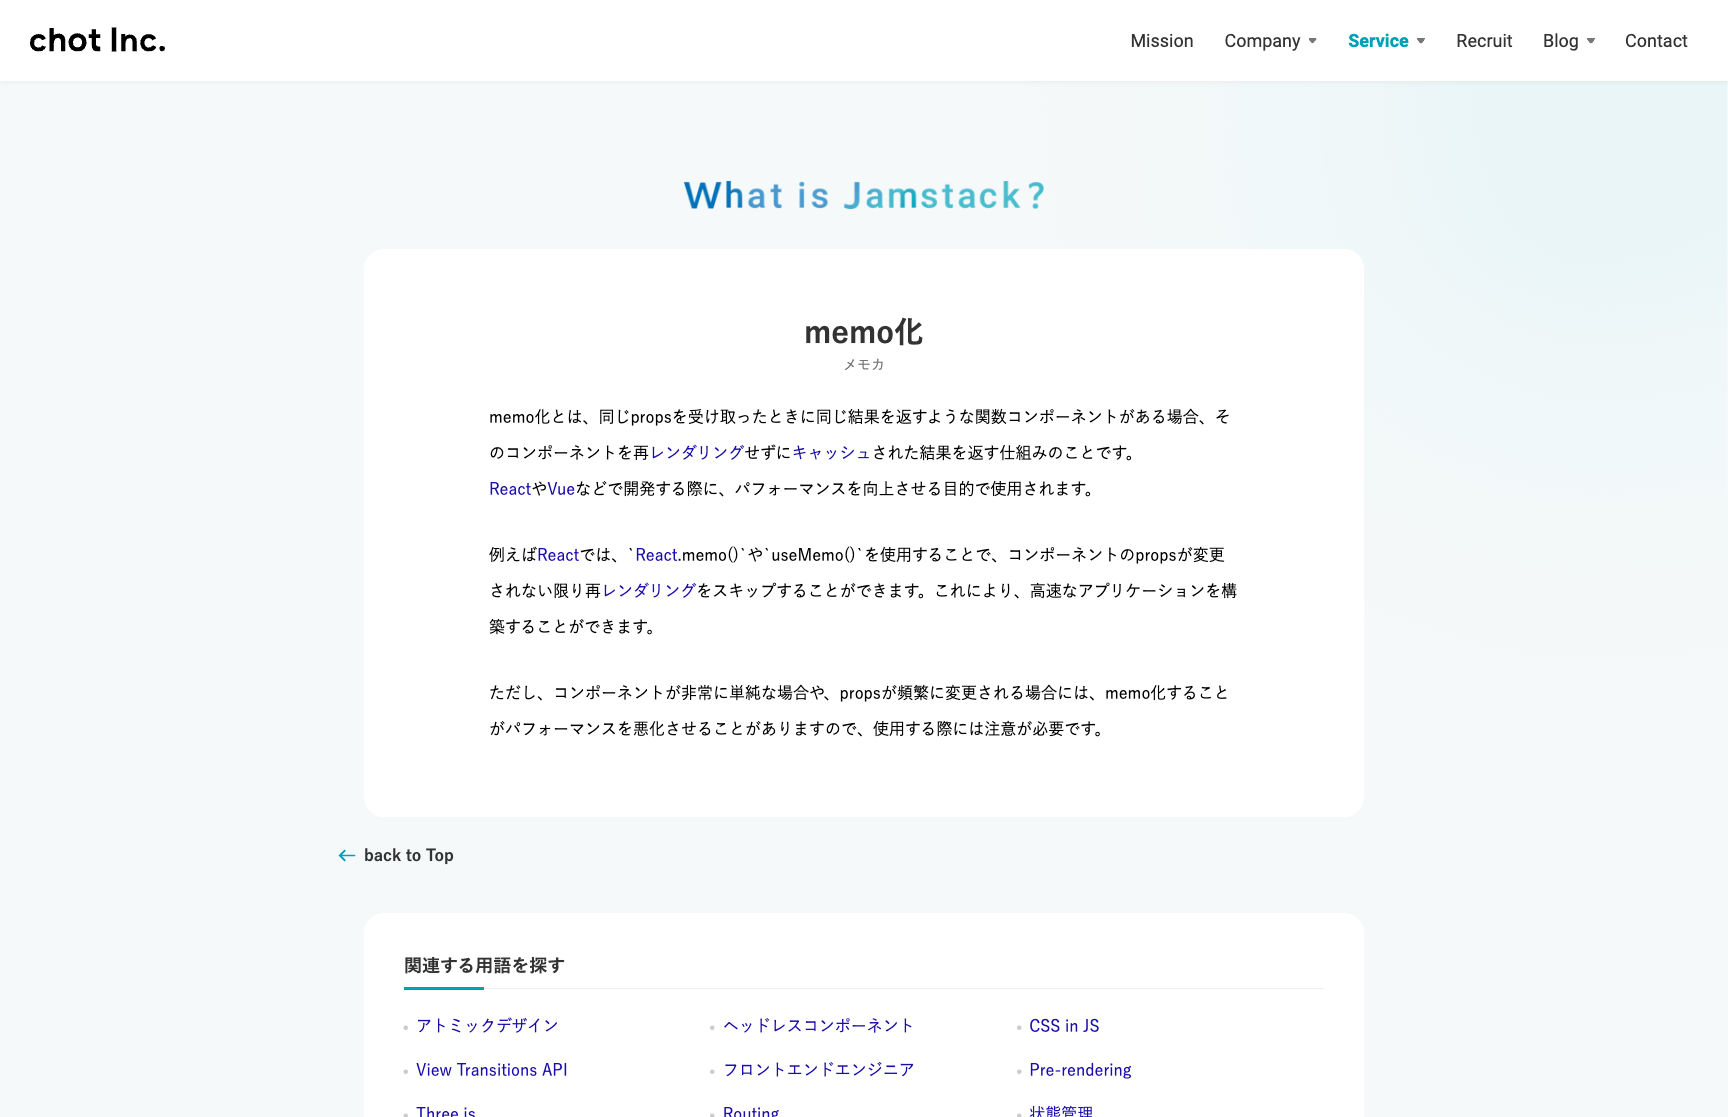 chot Inc.
Mission
Company
Service
Recruit
Blog
Contact
What is Jamstack?
memo化
メモカ
memo化とは、同じpropsを受け取ったときに同じ結果を返すような関数コンポーネントがある場合、そ
のコンポーネントを再レンダリングせずにキャッシュされた結果を返す仕組みのことです。
ReactやVueなどで開発する際に、パフォーマンスを向上させる目的で使用されます。
例えばReactでは、`React.memo()`や`useMemo()`を使用することで、コンポーネントのpropsが変更
されない限り再レンダリングをスキップすることができます。これにより、高速なアプリケーションを構
築することができます。
ただし、コンポーネントが非常に単純な場合や、propsが頻繁に変更される場合には、memo化すること
がパフォーマンスを悪化させることがありますので、使用する際には注意が必要です。
← back to Top
関連する用語を探す
アトミックデザイン
ヘッドレスコンポーネント
CSS in JS
View Transitions API
フロントエンドエンジニア
Pre-rendering
Three.js
Routing
状態管理